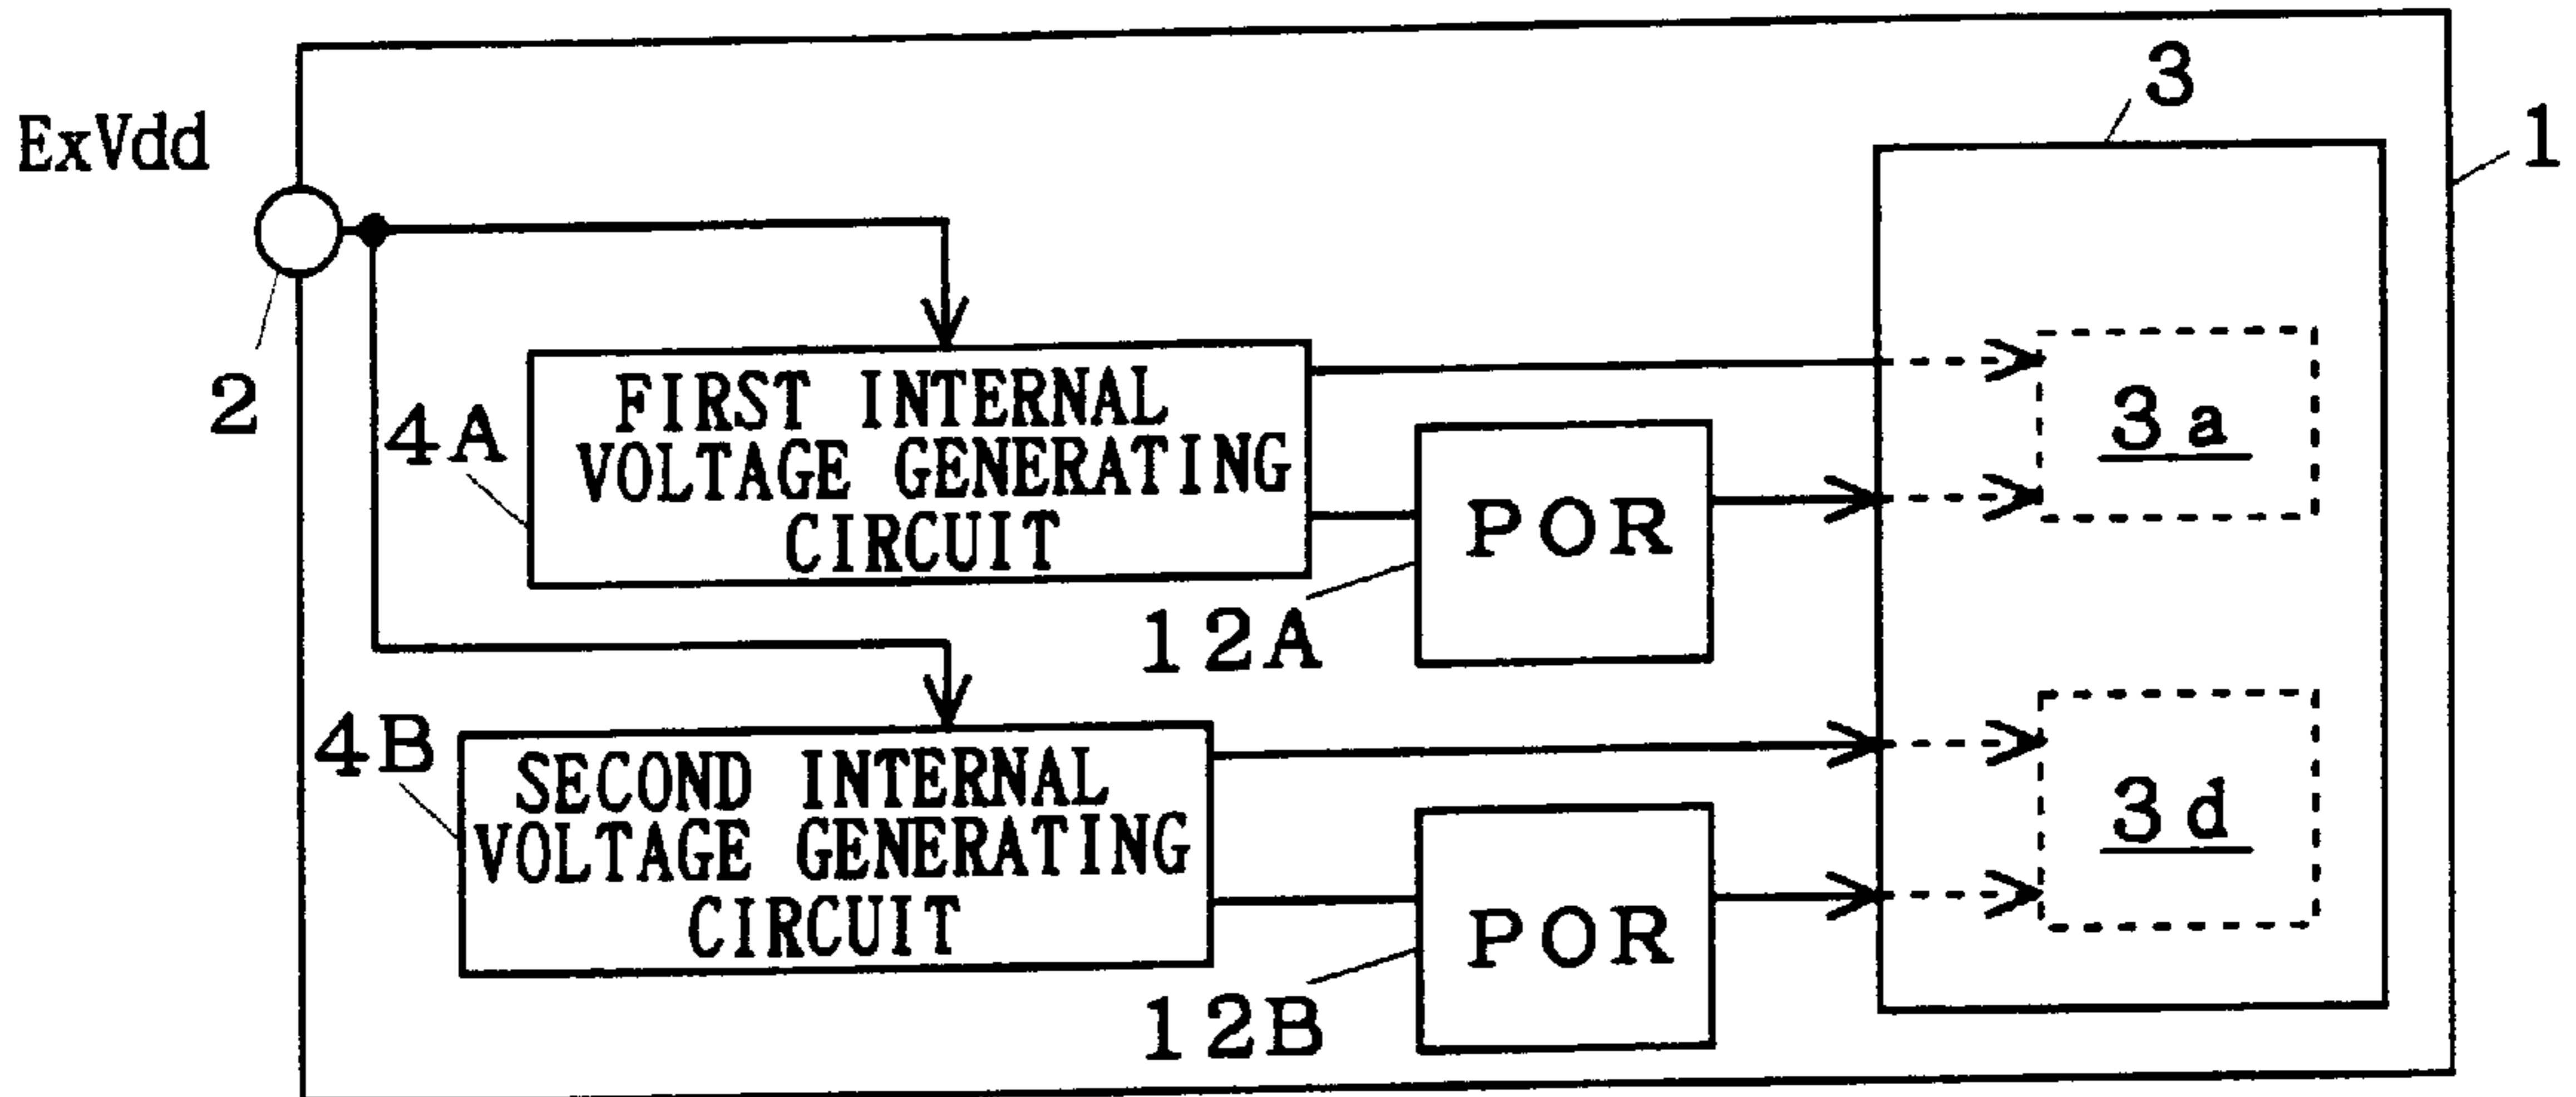 3
1
ExVdd
2
4A
FIRST INTERNAL
VOLTAGE GENERATING
CIRCUIT
POR
12A
3a
4B
SECOND INTERNAL
VOLTAGE GENERATING
CIRCUIT
POR
12B
3d